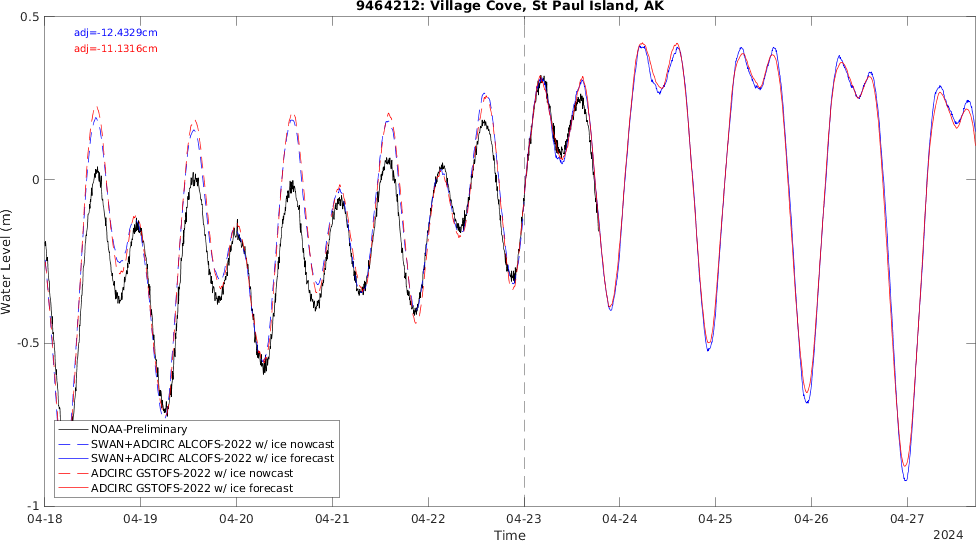 9464212: Village Cove, St Paul Island, AK
adj=-12.4329cm
adj=-11.1316cm
0.5
0
-0.5
-1
Water Level (m)
NOAA-Preliminary
SWAN+ADCIRC ALCOFS-2022 w/ ice nowcast
SWAN+ADCIRC ALCOFS-2022 w/ ice forecast
ADCIRC GSTOFS-2022 w/ ice nowcast
ADCIRC GSTOFS-2022 w/ ice forecast
04-18 04-19 04-20 04-21 04-22 04-23 04-24 04-25 04-26 04-27
Time
2024